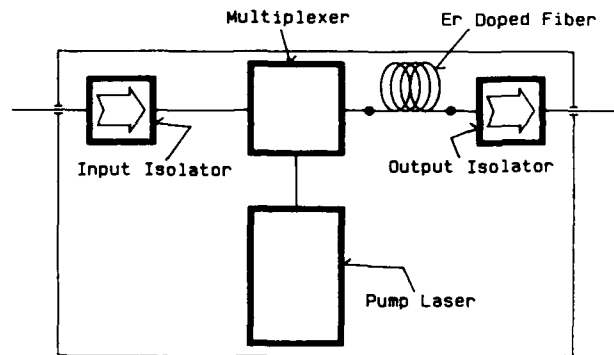 Multiplexer
Er Doped Fiber
Input Isolator
Output Isolator
Pump Laser